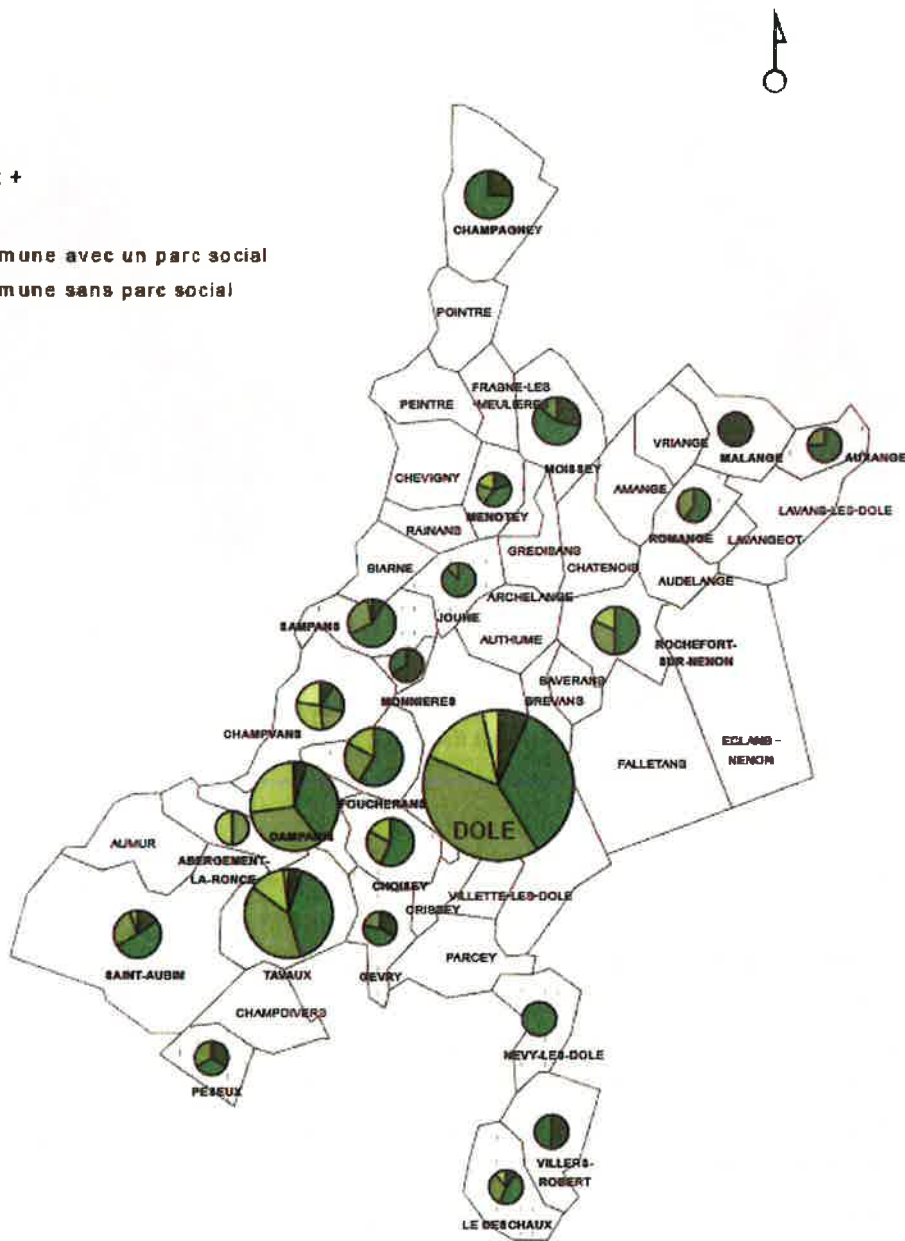 +
CHAMPAGNEY
mune avec un parc social
mune sans parc social
POINTRE
FRASNE-LES
-MEULIERES
PEINTRE
VRIANGE
MALANGE
AUXANGE
MOISSEY
CHEVIGNY
AMANGE
LAVANS-LES-DOLE
MENOTEY
RAINANS
ROMANGE
LAVANGEOT
GREDISANS
BIARNE
CHATENOIS
AUDELANGE
ARCHELANGE
JOUHE
SAMPANS
AUTHUME
ROCHEFORT-
SUR-NENON
BAVERANS
MONNIERES
BREVANS
CHAMPVANS
ECLANS-
NENON
FALLETANS
FOUCHERANS
DOLE
DAMPARIS
AUMUR
ABERGEMENT-
LA-RONCE
CHOISEY
VILLETTE-LES-DOLE
CRISSEY
PARCEY
SAINT-AUBIN
TAVAUX
GEVRY
CHAMPDIVERS
NEVY-LES-DOLE
PESEUX
VILLERS-
ROBERT
LE DESCHAUX